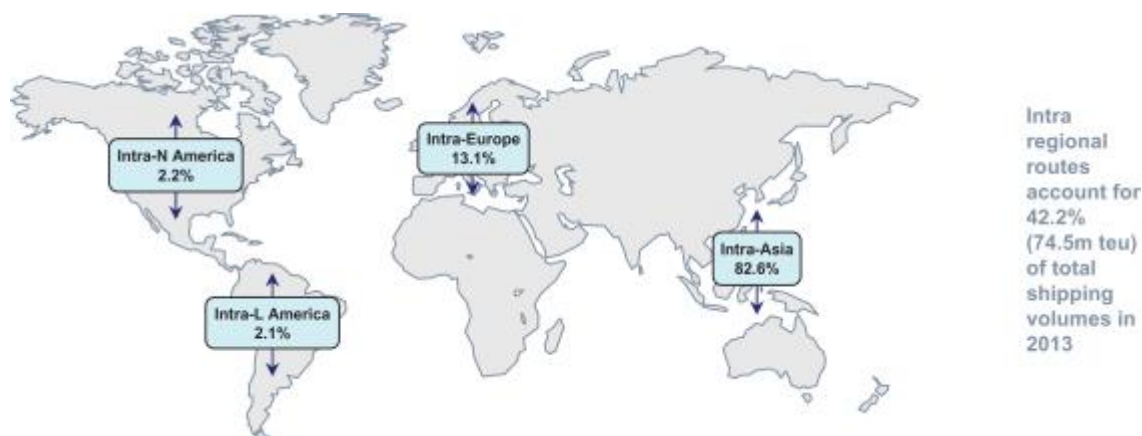 Intra-N America
2.2%
Intra-Europe
13.1%
Intra-Asia
82.6%
Intra-L America
2.1%
Intra
regional
routes
account for
42.2%
(74.5m teu)
of total
shipping
volumes in
2013